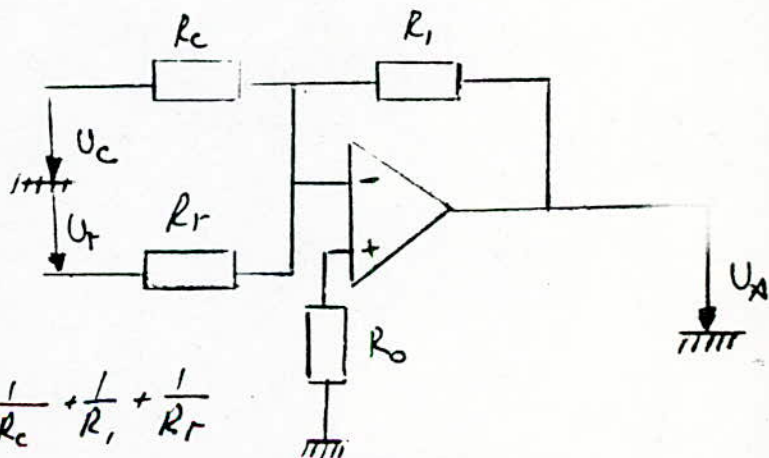 Rc
R1
Uc
-
Ur
Rr
+
UA
R0
1/Rc + 1/R1 + 1/Rr